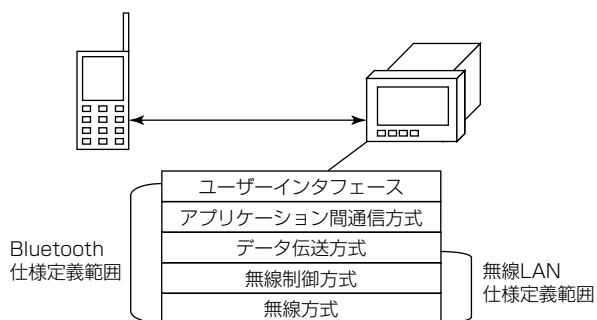 ユーザーインタフェース
アプリケーション間通信方式
データ伝送方式
無線制御方式
無線方式
Bluetooth
仕様定義範囲
無線LAN
仕様定義範囲